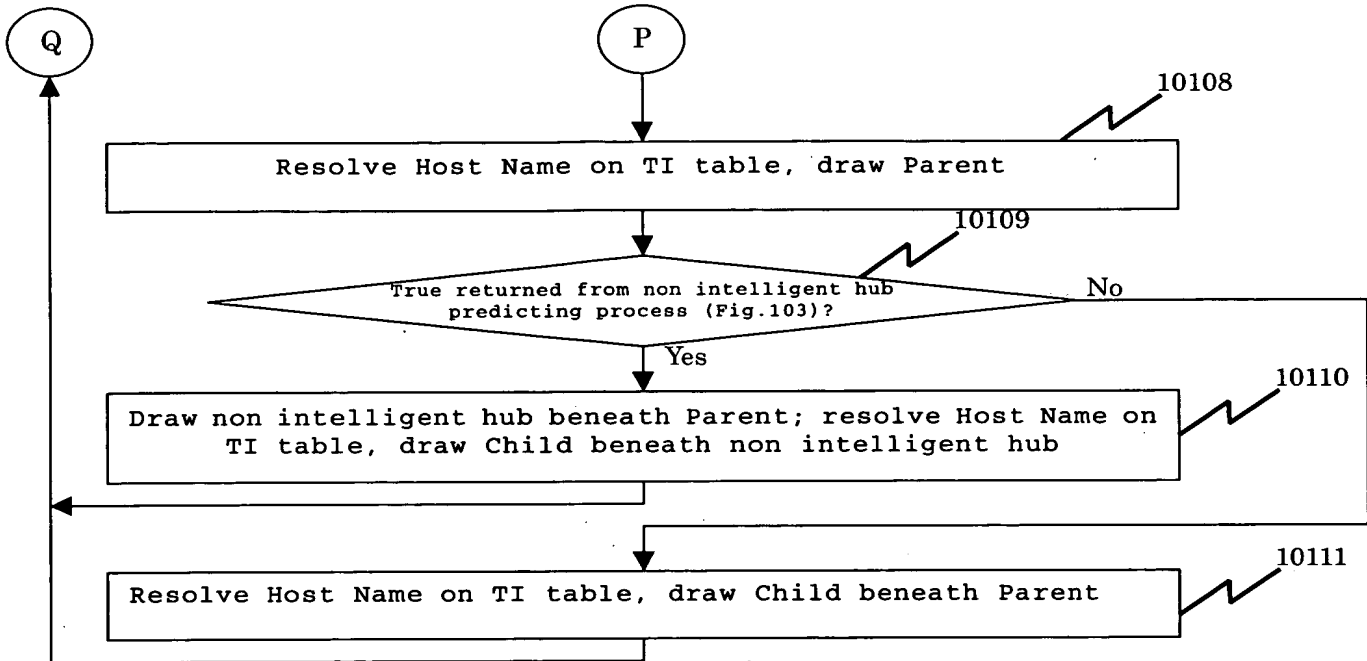 Q
P
10108
Resolve Host Name on TI table, draw Parent
10109
True returned from non intelligent hub
predicting process (Fig.103)?
No
Yes
10110
Draw non intelligent hub beneath Parent; resolve Host Name on
TI table, draw Child beneath non intelligent hub
10111
Resolve Host Name on TI table, draw Child beneath Parent